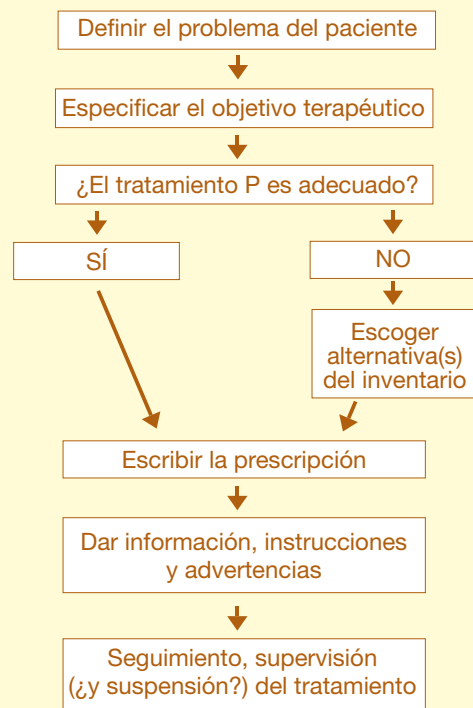 Definir el problema del paciente
Especificar el objetivo terapéutico
¿El tratamiento P es adecuado?
SÍ
NO
Escoger
alternativa(s)
del inventario
Escribir la prescripción
Dar información, instrucciones
y advertencias
Seguimiento, supervisión
(¿y suspensión?) del tratamiento